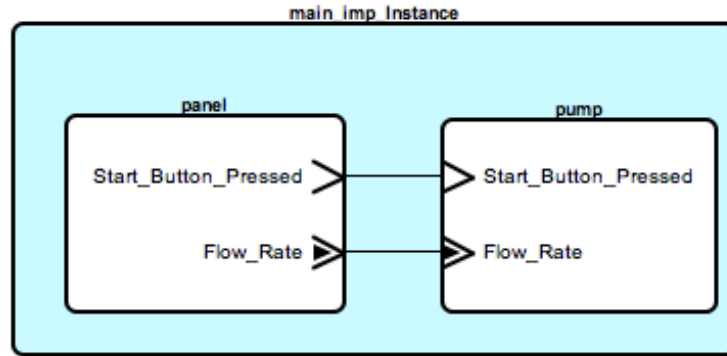 main_imp_Instance
panel
pump
Start_Button_Pressed
Start_Button_Pressed
Flow_Rate
Flow_Rate